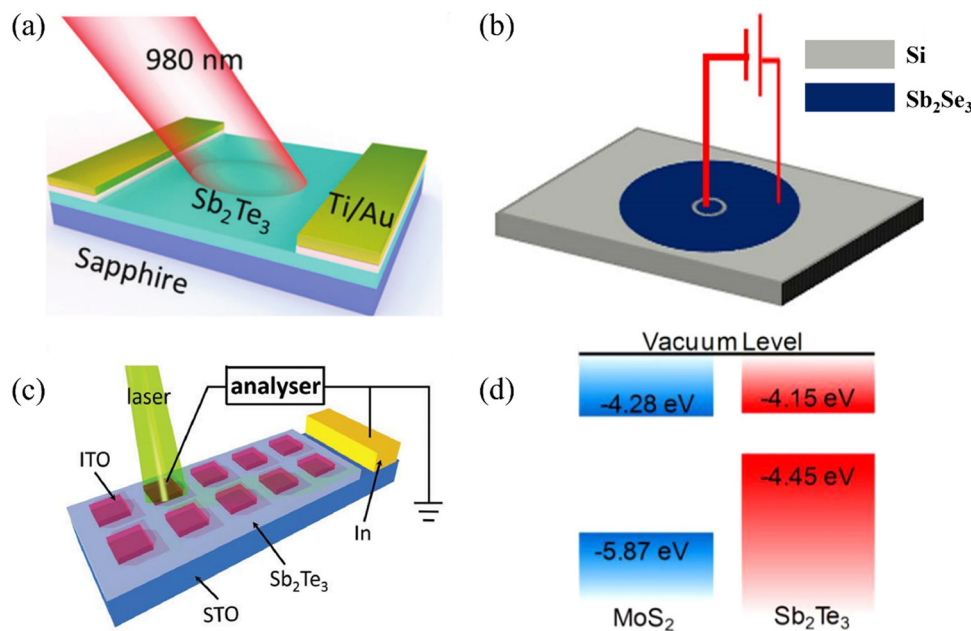 (a)
980 nm
Sb₂Te₃
Ti/Au
Sapphire
(b)
Si
Sb₂Se₃
(c)
laser
analyser
ITO
In
Sb₂Te₃
STO
(d)
Vacuum Level
-4.28 eV
-4.15 eV
-4.45 eV
-5.87 eV
MoS₂
Sb₂Te₃